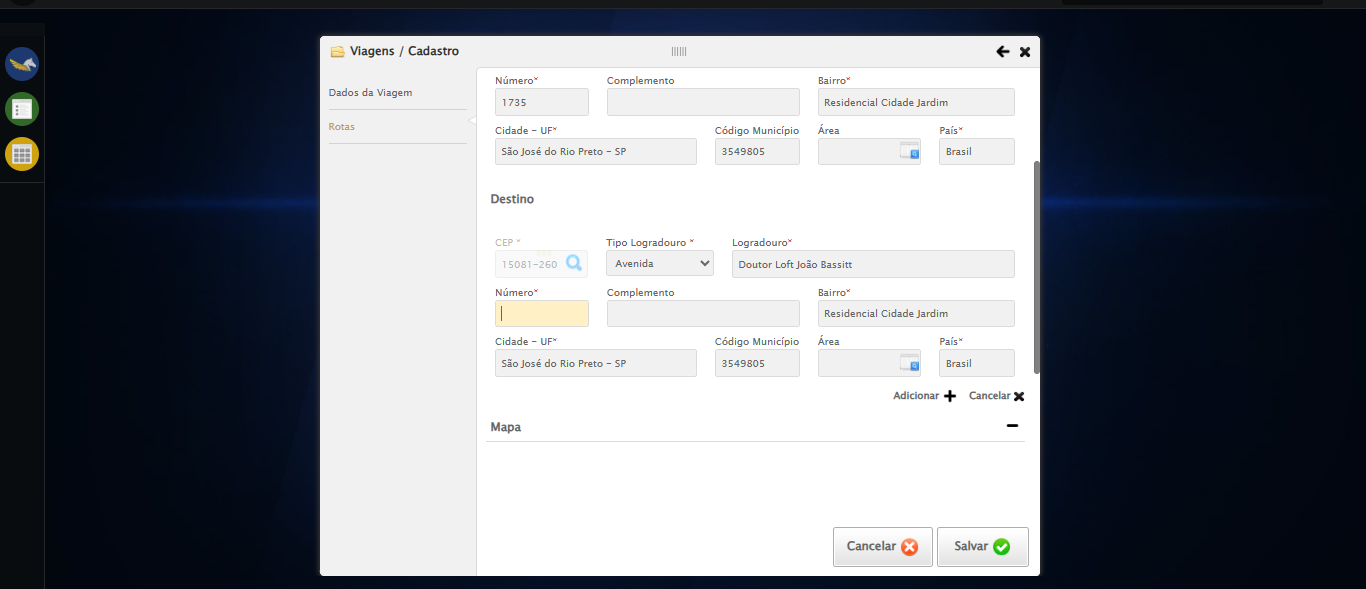 Viagens / Cadastro
Dados da Viagem
Rotas
Número* Complemento Bairro*
1735 Residencial Cidade Jardim
Cidade - UF* Código Município Área País*
São José do Rio Preto - SP 3549805 Brasil
Destino
CEP * Tipo Logradouro * Logradouro*
15081-260 Avenida Doutor Loft João Bassitt
Número* Complemento Bairro*
Residencial Cidade Jardim
Cidade - UF* Código Município Área País*
São José do Rio Preto - SP 3549805 Brasil
Adicionar Cancelar
Mapa
Cancelar Salvar